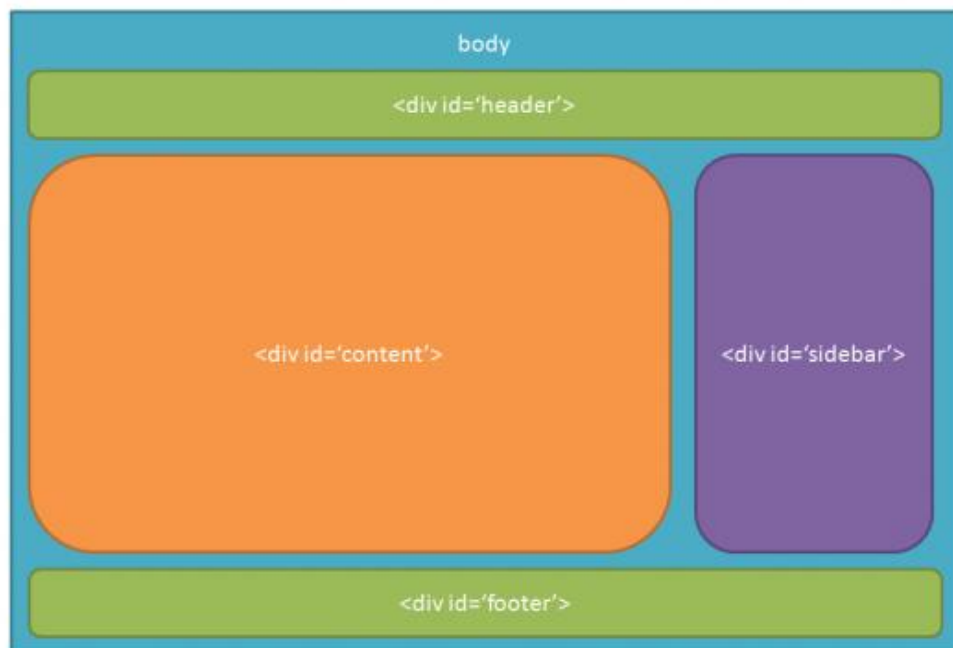 body
<div id=‘header’>
<div id=‘content’>
<div id=‘sidebar’>
<div id=‘footer’>